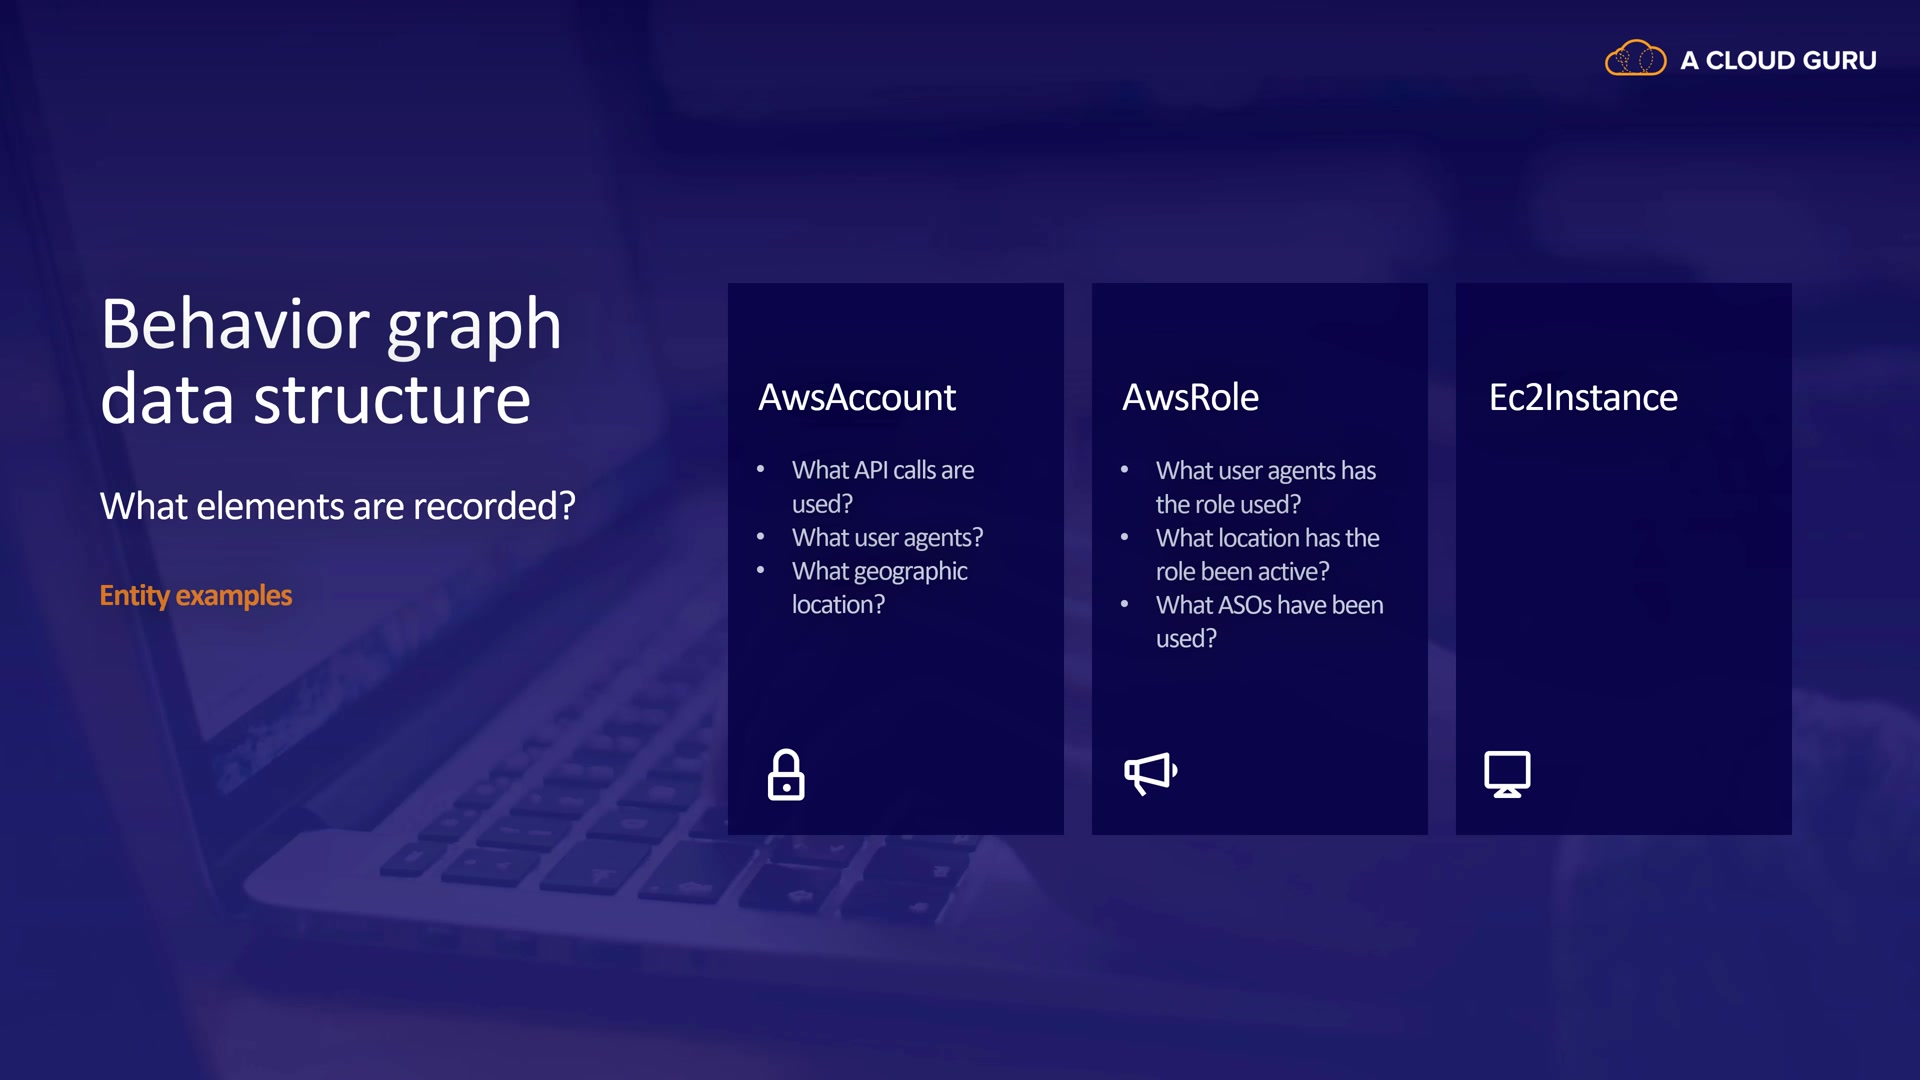 A CLOUD GURU
Behavior graph
data structure
What elements are recorded?
Entity examples
AwsAccount
• What API calls are
used?
• What user agents?
• What geographic
location?
AwsRole
• What user agents has
the role used?
• What location has the
role been active?
• What ASOs have been
used?
Ec2Instance